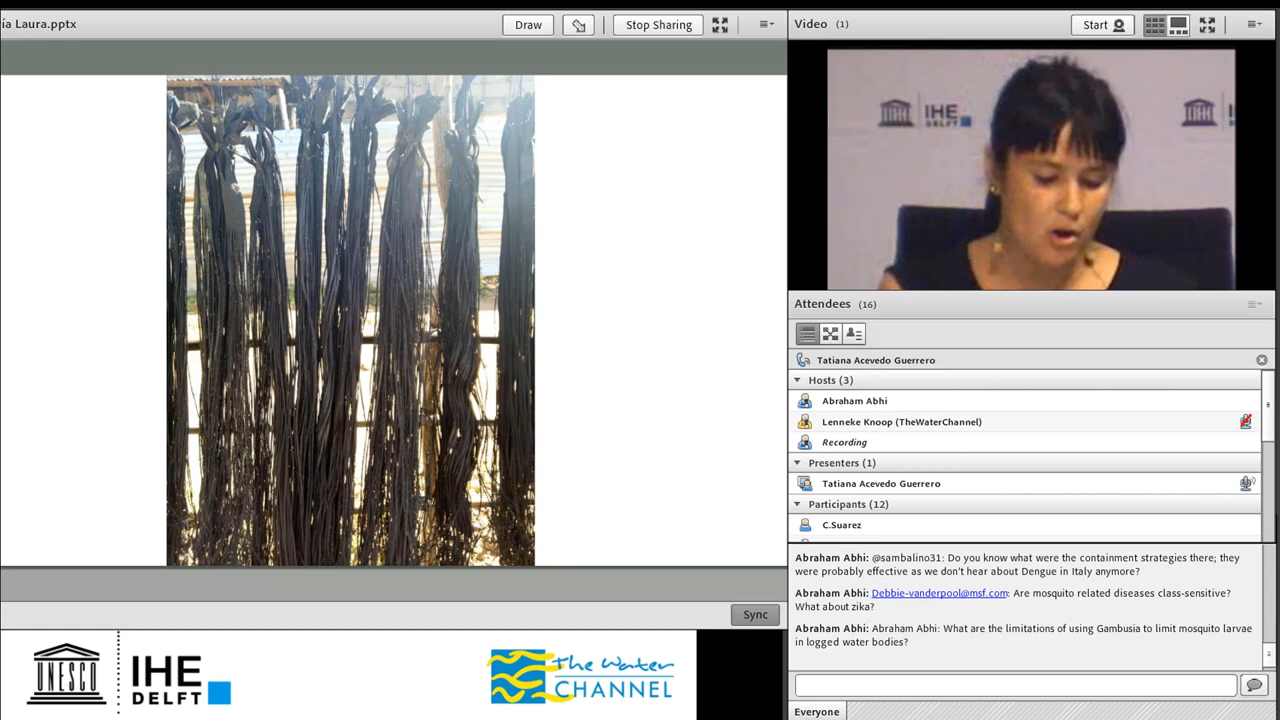 ía Laura.pptx
Draw
Stop Sharing
Video (1)
Start
IHE
DELFT
Attendees (16)
Tatiana Acevedo Guerrero
Hosts (3)
Abraham Abhi
Lenneke Knoop (TheWaterChannel)
Recording
Presenters (1)
Tatiana Acevedo Guerrero
Participants (12)
C.Suarez
Abraham Abhi: @sambalino31: Do you know what were the containment strategies there; they
were probably effective as we don't hear about Dengue in Italy anymore?
Abraham Abhi: Debbie-vanderpool@msf.com: Are mosquito related diseases class-sensitive?
What about zika?
Abraham Abhi: Abraham Abhi: What are the limitations of using Gambusia to limit mosquito larvae
in logged water bodies?
Everyone
Sync
UNESCO
IHE
DELFT
The Water
CHANNEL